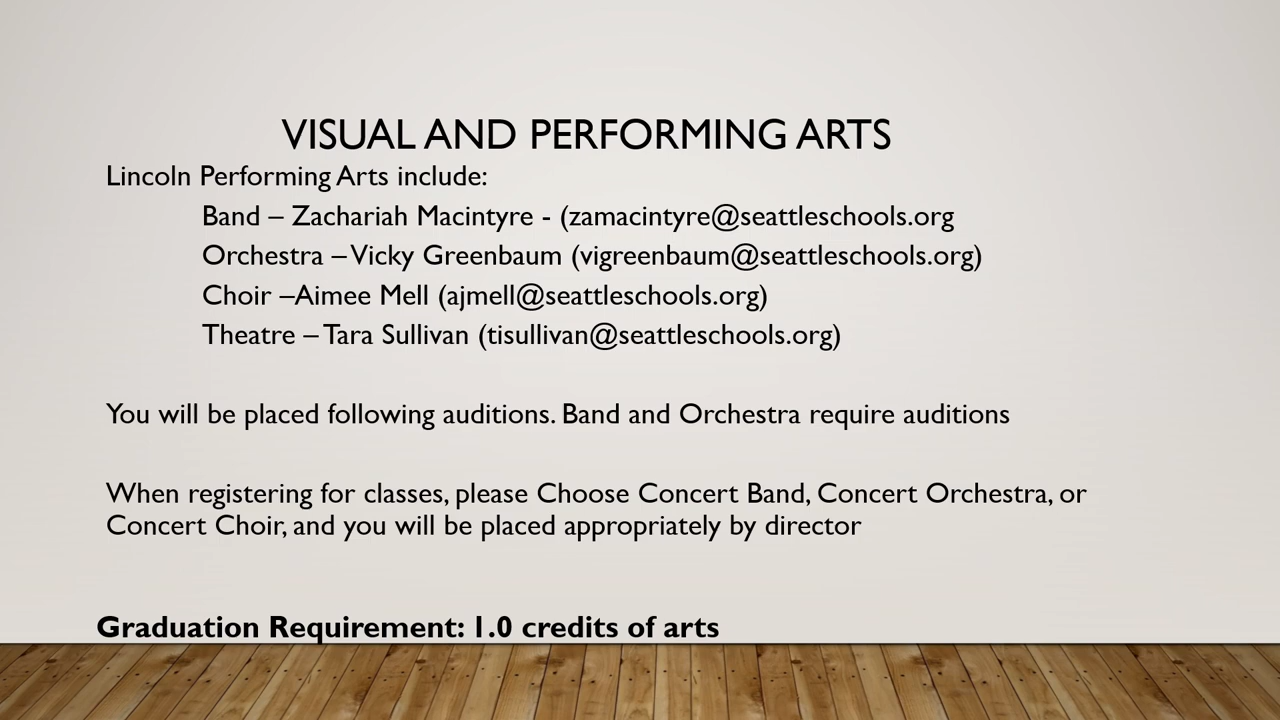 VISUAL AND PERFORMING ARTS
Lincoln Performing Arts include:
Band – Zachariah Macintyre - (zamacintyre@seattleschools.org
Orchestra – Vicky Greenbaum (vigreenbaum@seattleschools.org)
Choir –Aimee Mell (ajmell@seattleschools.org)
Theatre – Tara Sullivan (tisullivan@seattleschools.org)
You will be placed following auditions. Band and Orchestra require auditions
When registering for classes, please Choose Concert Band, Concert Orchestra, or
Concert Choir, and you will be placed appropriately by director
Graduation Requirement: 1.0 credits of arts